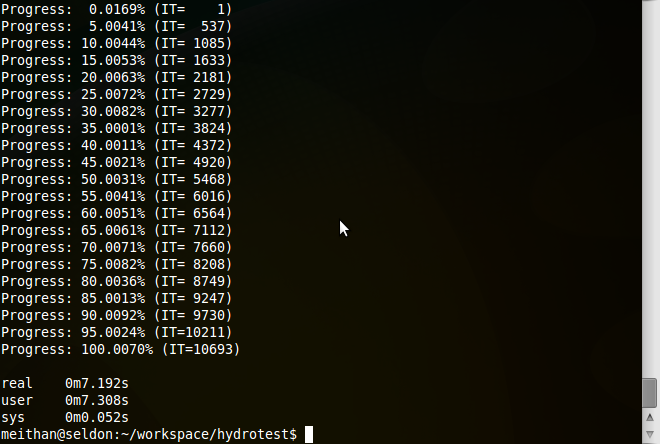 Progress:  0.0169% (IT=    1)
Progress:  5.0041% (IT=  537)
Progress: 10.0044% (IT= 1085)
Progress: 15.0053% (IT= 1633)
Progress: 20.0063% (IT= 2181)
Progress: 25.0072% (IT= 2729)
Progress: 30.0082% (IT= 3277)
Progress: 35.0001% (IT= 3824)
Progress: 40.0011% (IT= 4372)
Progress: 45.0021% (IT= 4920)
Progress: 50.0031% (IT= 5468)
Progress: 55.0041% (IT= 6016)
Progress: 60.0051% (IT= 6564)
Progress: 65.0061% (IT= 7112)
Progress: 70.0071% (IT= 7660)
Progress: 75.0082% (IT= 8208)
Progress: 80.0036% (IT= 8749)
Progress: 85.0013% (IT= 9247)
Progress: 90.0092% (IT= 9730)
Progress: 95.0024% (IT=10211)
Progress: 100.0070% (IT=10693)

real    0m7.192s
user    0m7.308s
sys     0m0.052s
meithan@seldon:~/workspace/hydrotest$